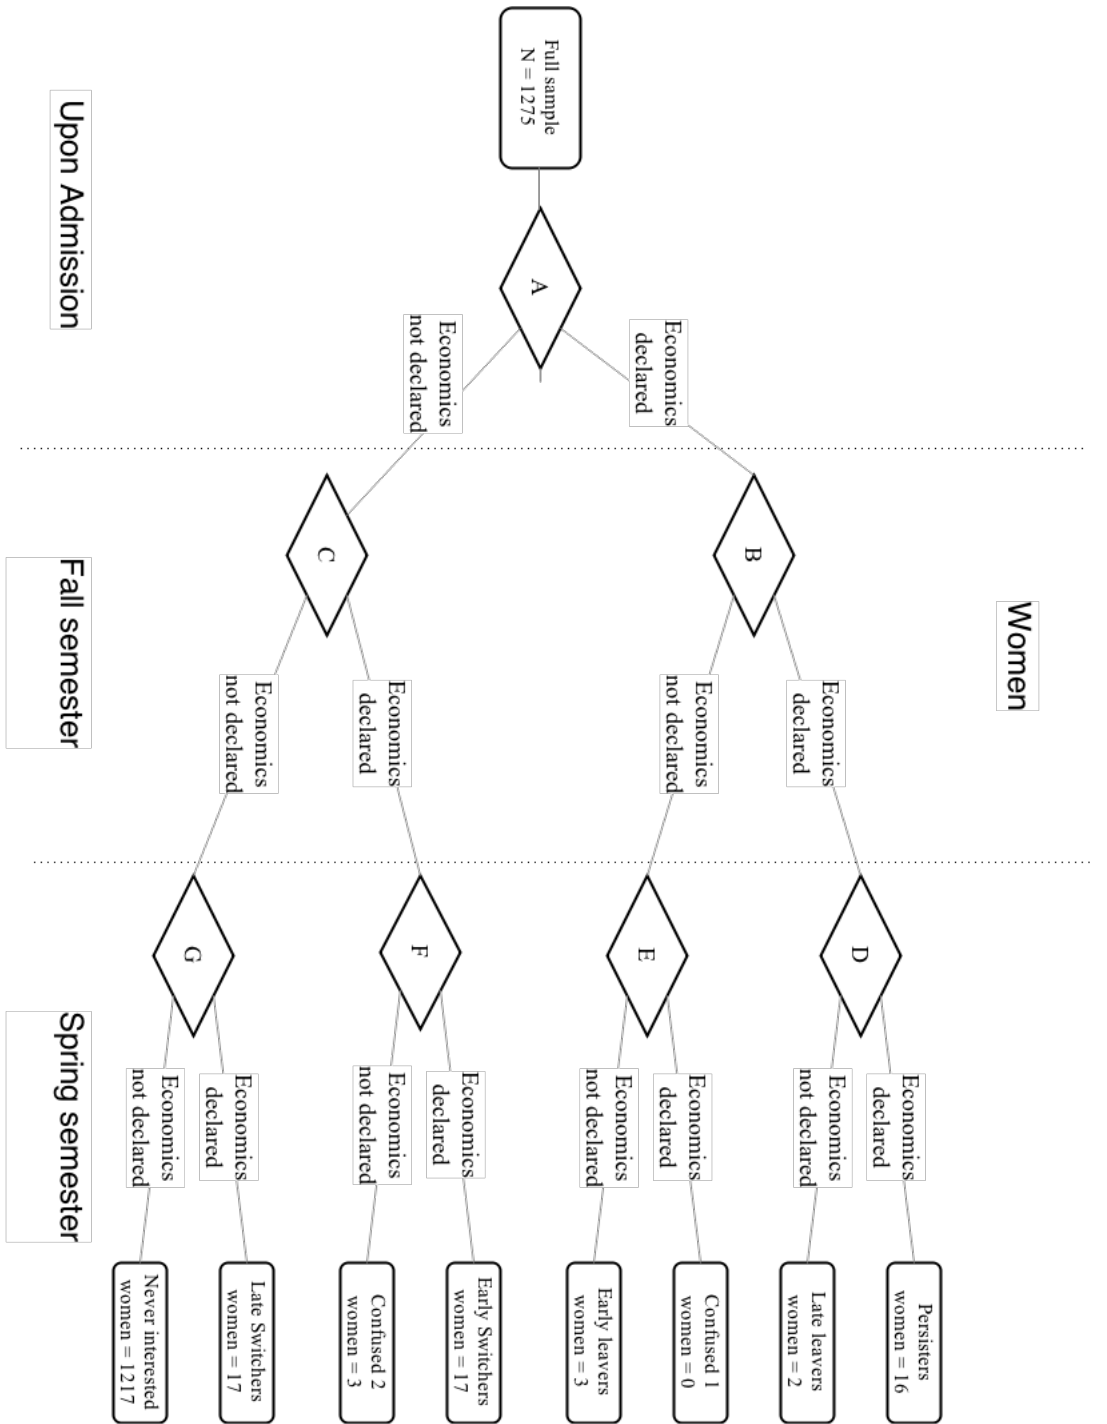 Women
Full sample
N = 1275
A
Economics
declared
Economics
not declared
B
C
Economics
declared
Economics
not declared
Economics
declared
Economics
not declared
D
E
F
G
Economics
declared
Economics
not declared
Economics
declared
Economics
not declared
Economics
declared
Economics
not declared
Economics
declared
Economics
not declared
Persisters
women = 16
Late leavers
women = 2
Confused 1
women = 0
Early leavers
women = 3
Early Switchers
women = 17
Confused 2
women = 3
Late Switchers
women = 17
Never interested
women = 1217
Upon Admission
Fall semester
Spring semester